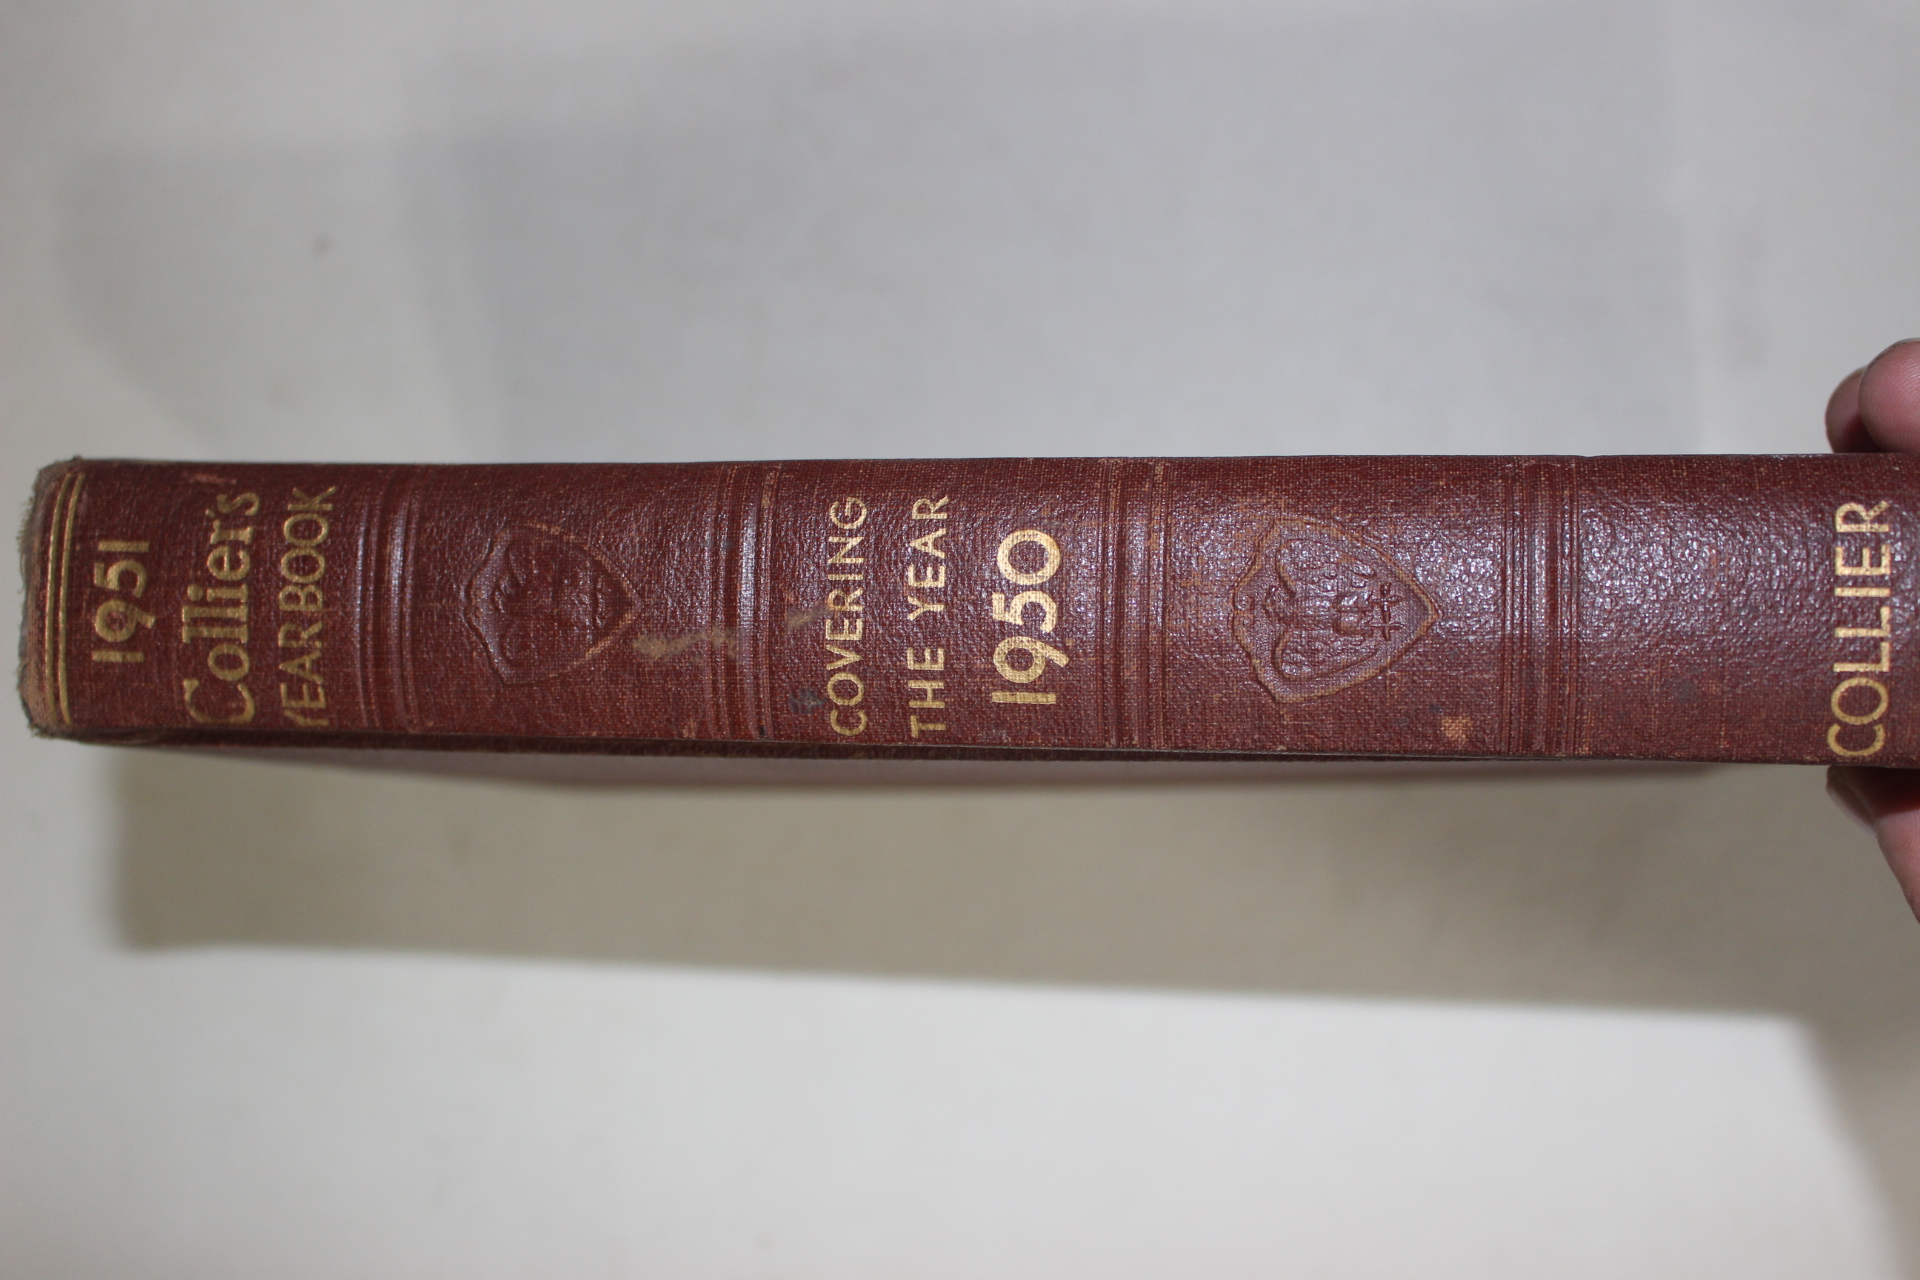 1951
Collier's
YEAR BOOK
COVERING
THE YEAR
1950
COLLIER